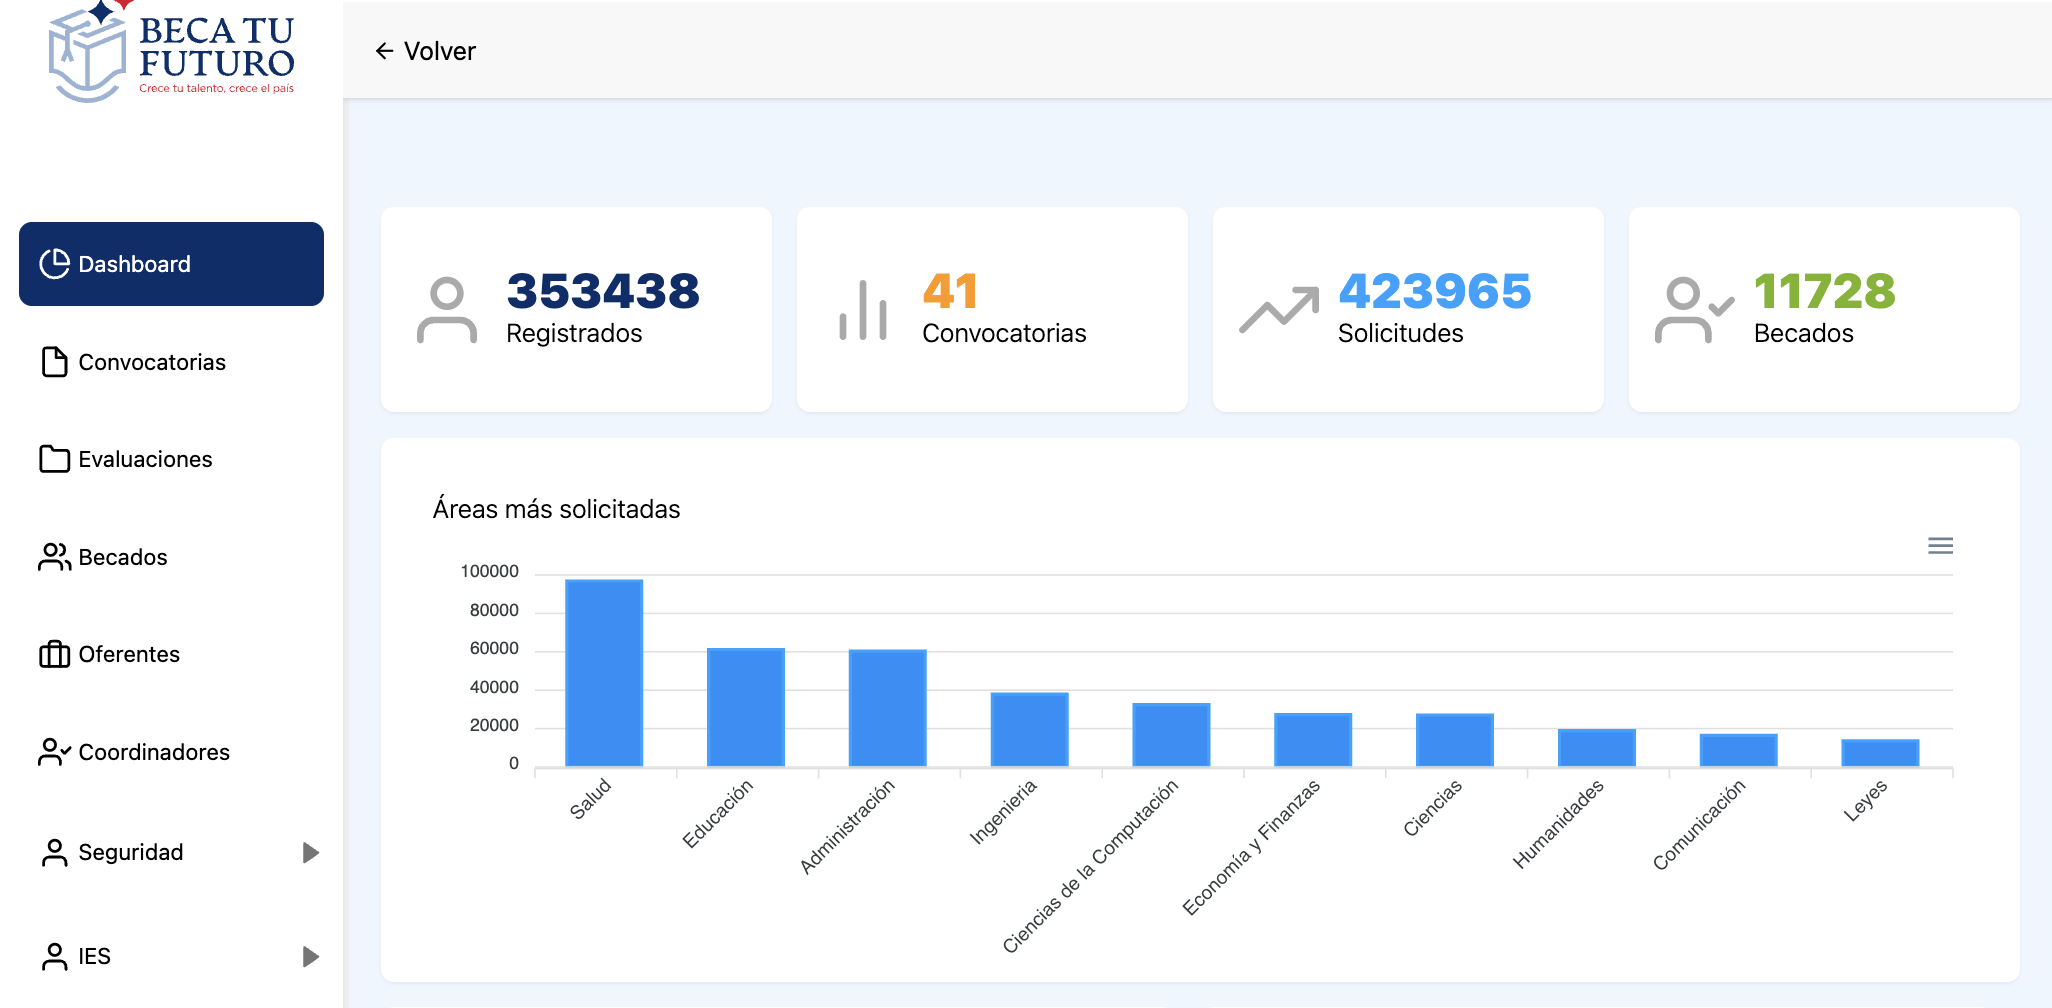 BECA TU
FUTURO
Crece tu talento, crece el país
Dashboard
Convocatorias
Evaluaciones
Becados
Oferentes
Coordinadores
Seguridad
IES
← Volver
353438
Registrados
41
Convocatorias
423965
Solicitudes
11728
Becados
Áreas más solicitadas
100000
80000
60000
40000
20000
0
Salud
Educación
Administración
Ingenieria
Ciencias de la Computación
Economía y Finanzas
Ciencias
Humanidades
Comunicación
Leyes